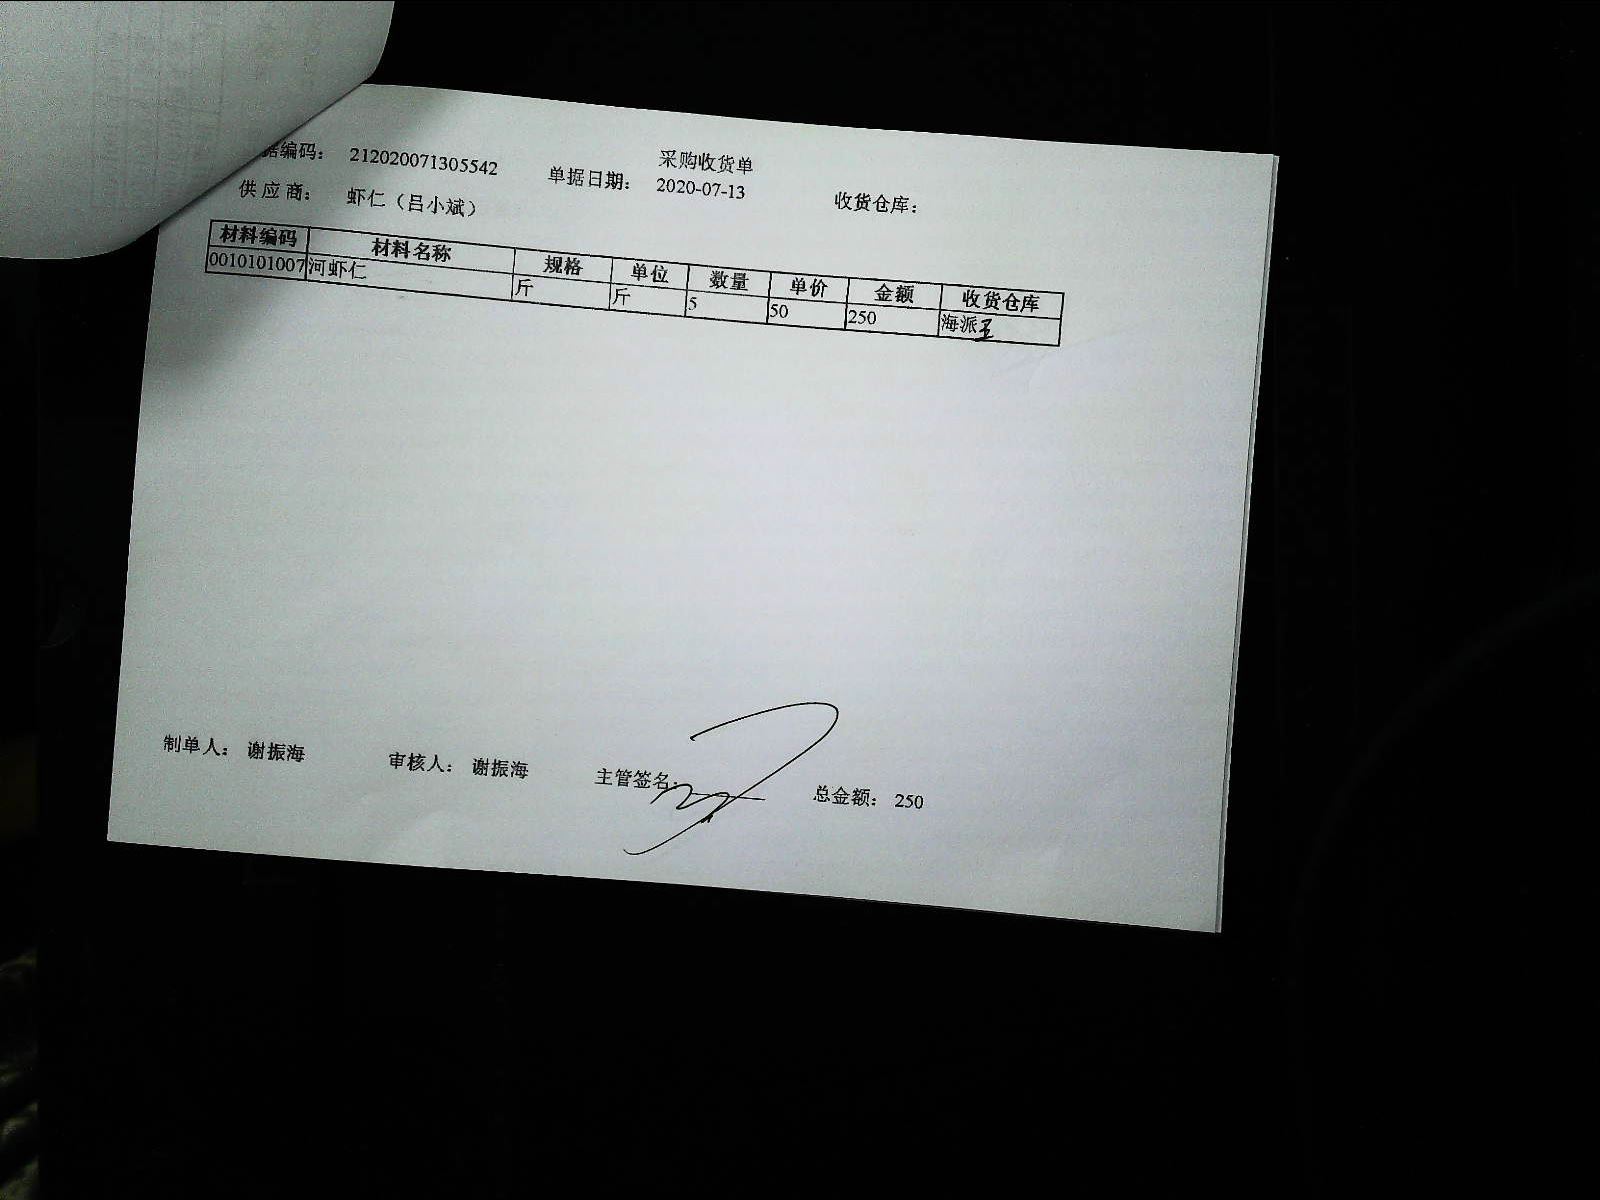 采购收货单
据编码： 212020071305542 单据日期： 2020-07-13 收货仓库：
供 应 商： 虾仁（吕小斌）
材料编码 材料名称 规格 单位 数量 单价 金额 收货仓库
0010101007 河虾仁 斤 斤 5 50 250 海派
制单人： 谢振海 审核人： 谢振海 主管签名： 总金额： 250